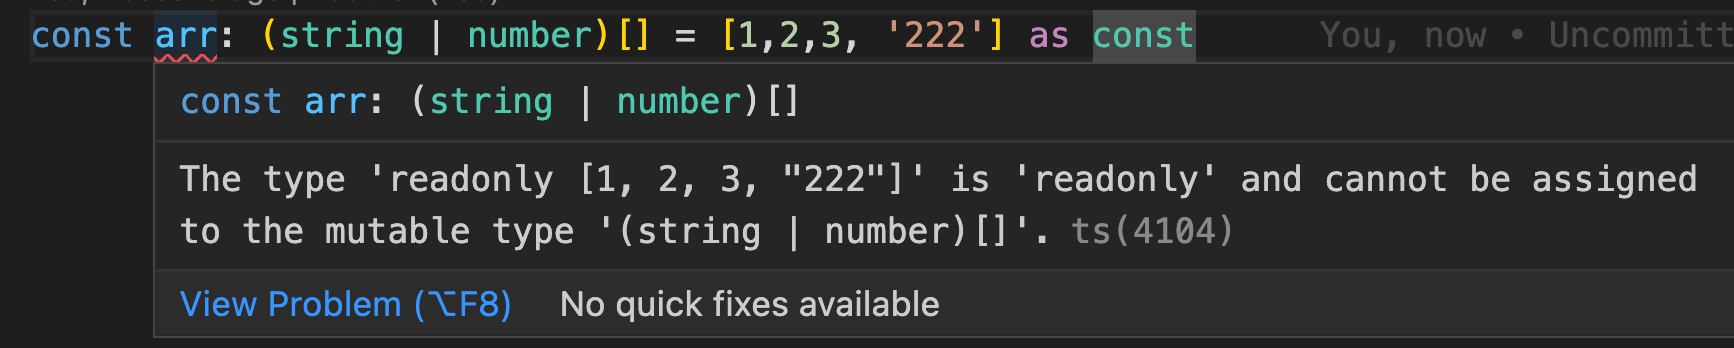 const arr: (string | number)[] = [1,2,3, '222'] as const You, now • Uncommitt
const arr: (string | number)[]
The type 'readonly [1, 2, 3, "222"]' is 'readonly' and cannot be assigned
to the mutable type '(string | number)[]'. ts(4104)
View Problem (⌥F8) No quick fixes available